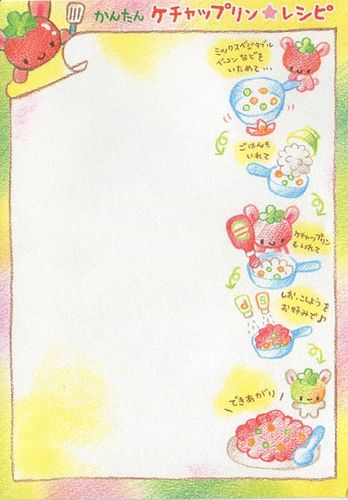 かんたん ケチャップリン★レシピ
ミックスベジタブル
ベーコンなどを
いためて…
ごはんも
いれて
ケチャップリン
もいれて
しお、こしょうを
お好みで♪
できあがり